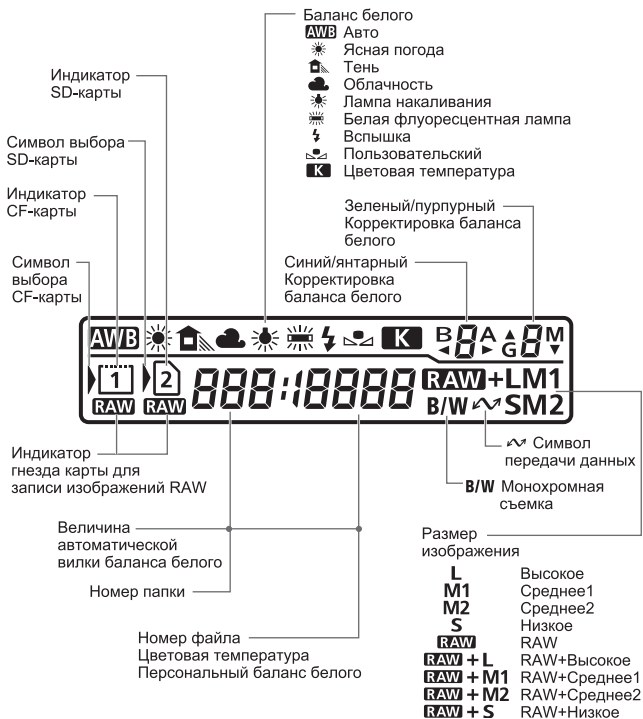 Баланс белого
AWB Авто
Ясная погода
Тень
Облачность
Лампа накаливания
Белая флуоресцентная лампа
Вспышка
Пользовательский
K Цветовая температура
Индикатор
SD-карты
Символ выбора
SD-карты
Индикатор
CF-карты
Символ
выбора
CF-карты
Зеленый/пурпурный
Корректировка баланса
белого
Синий/янтарный
Корректировка
баланса белого
AWB K B 8 A G 8 M
1 2 888:18888 RAW+LM1
RAW RAW B/W SM2
Индикатор
гнезда карты для
записи изображений RAW
Символ
передачи данных
B/W Монохромная
съемка
Величина
автоматической
вилки баланса белого
Номер папки
Номер файла
Цветовая температура
Персональный баланс белого
Размер
изображения
L Высокое
M1 Среднее1
M2 Среднее2
S Низкое
RAW RAW
RAW + L RAW+Высокое
RAW + M1 RAW+Среднее1
RAW + M2 RAW+Среднее2
RAW + S RAW+Низкое